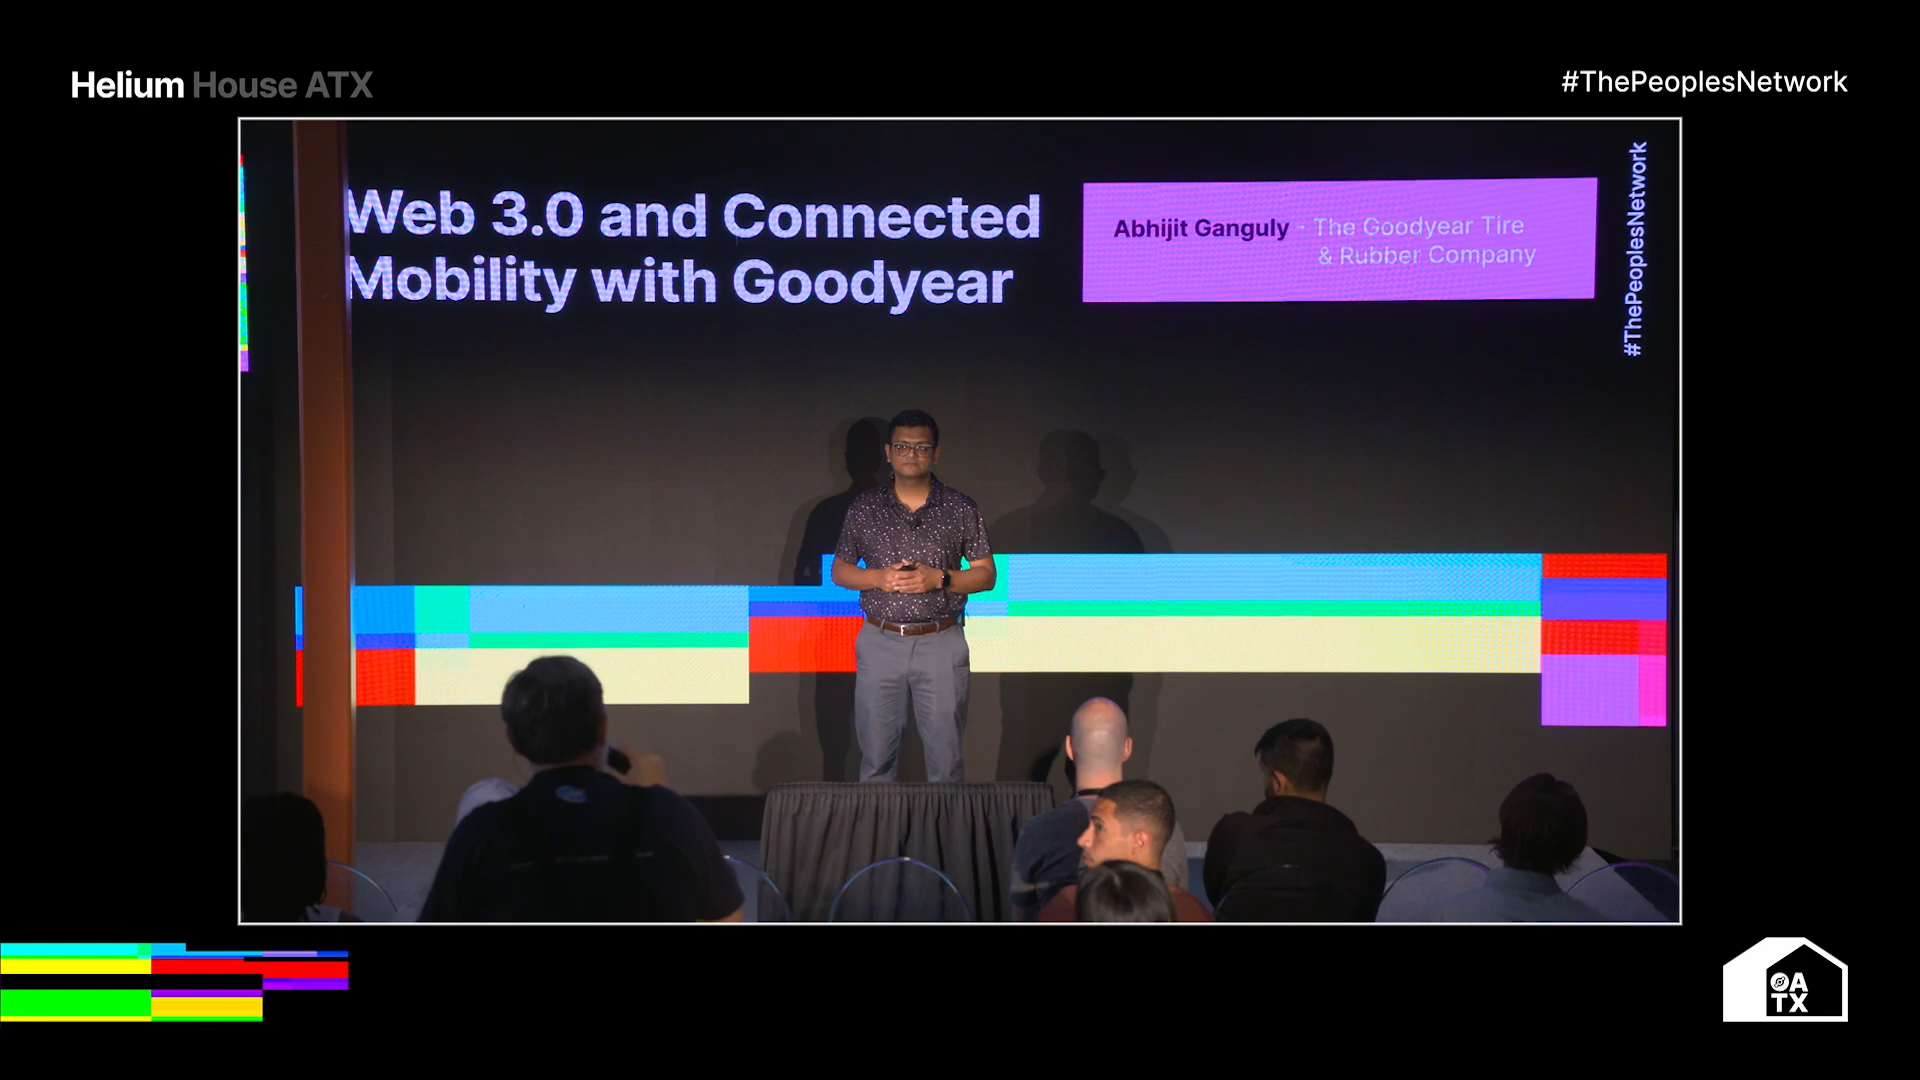 Helium House ATX
#ThePeoplesNetwork
Web 3.0 and Connected
Mobility with Goodyear
Abhijit Ganguly - The Goodyear Tire
& Rubber Company
#ThePeoplesNetwork
A
TX